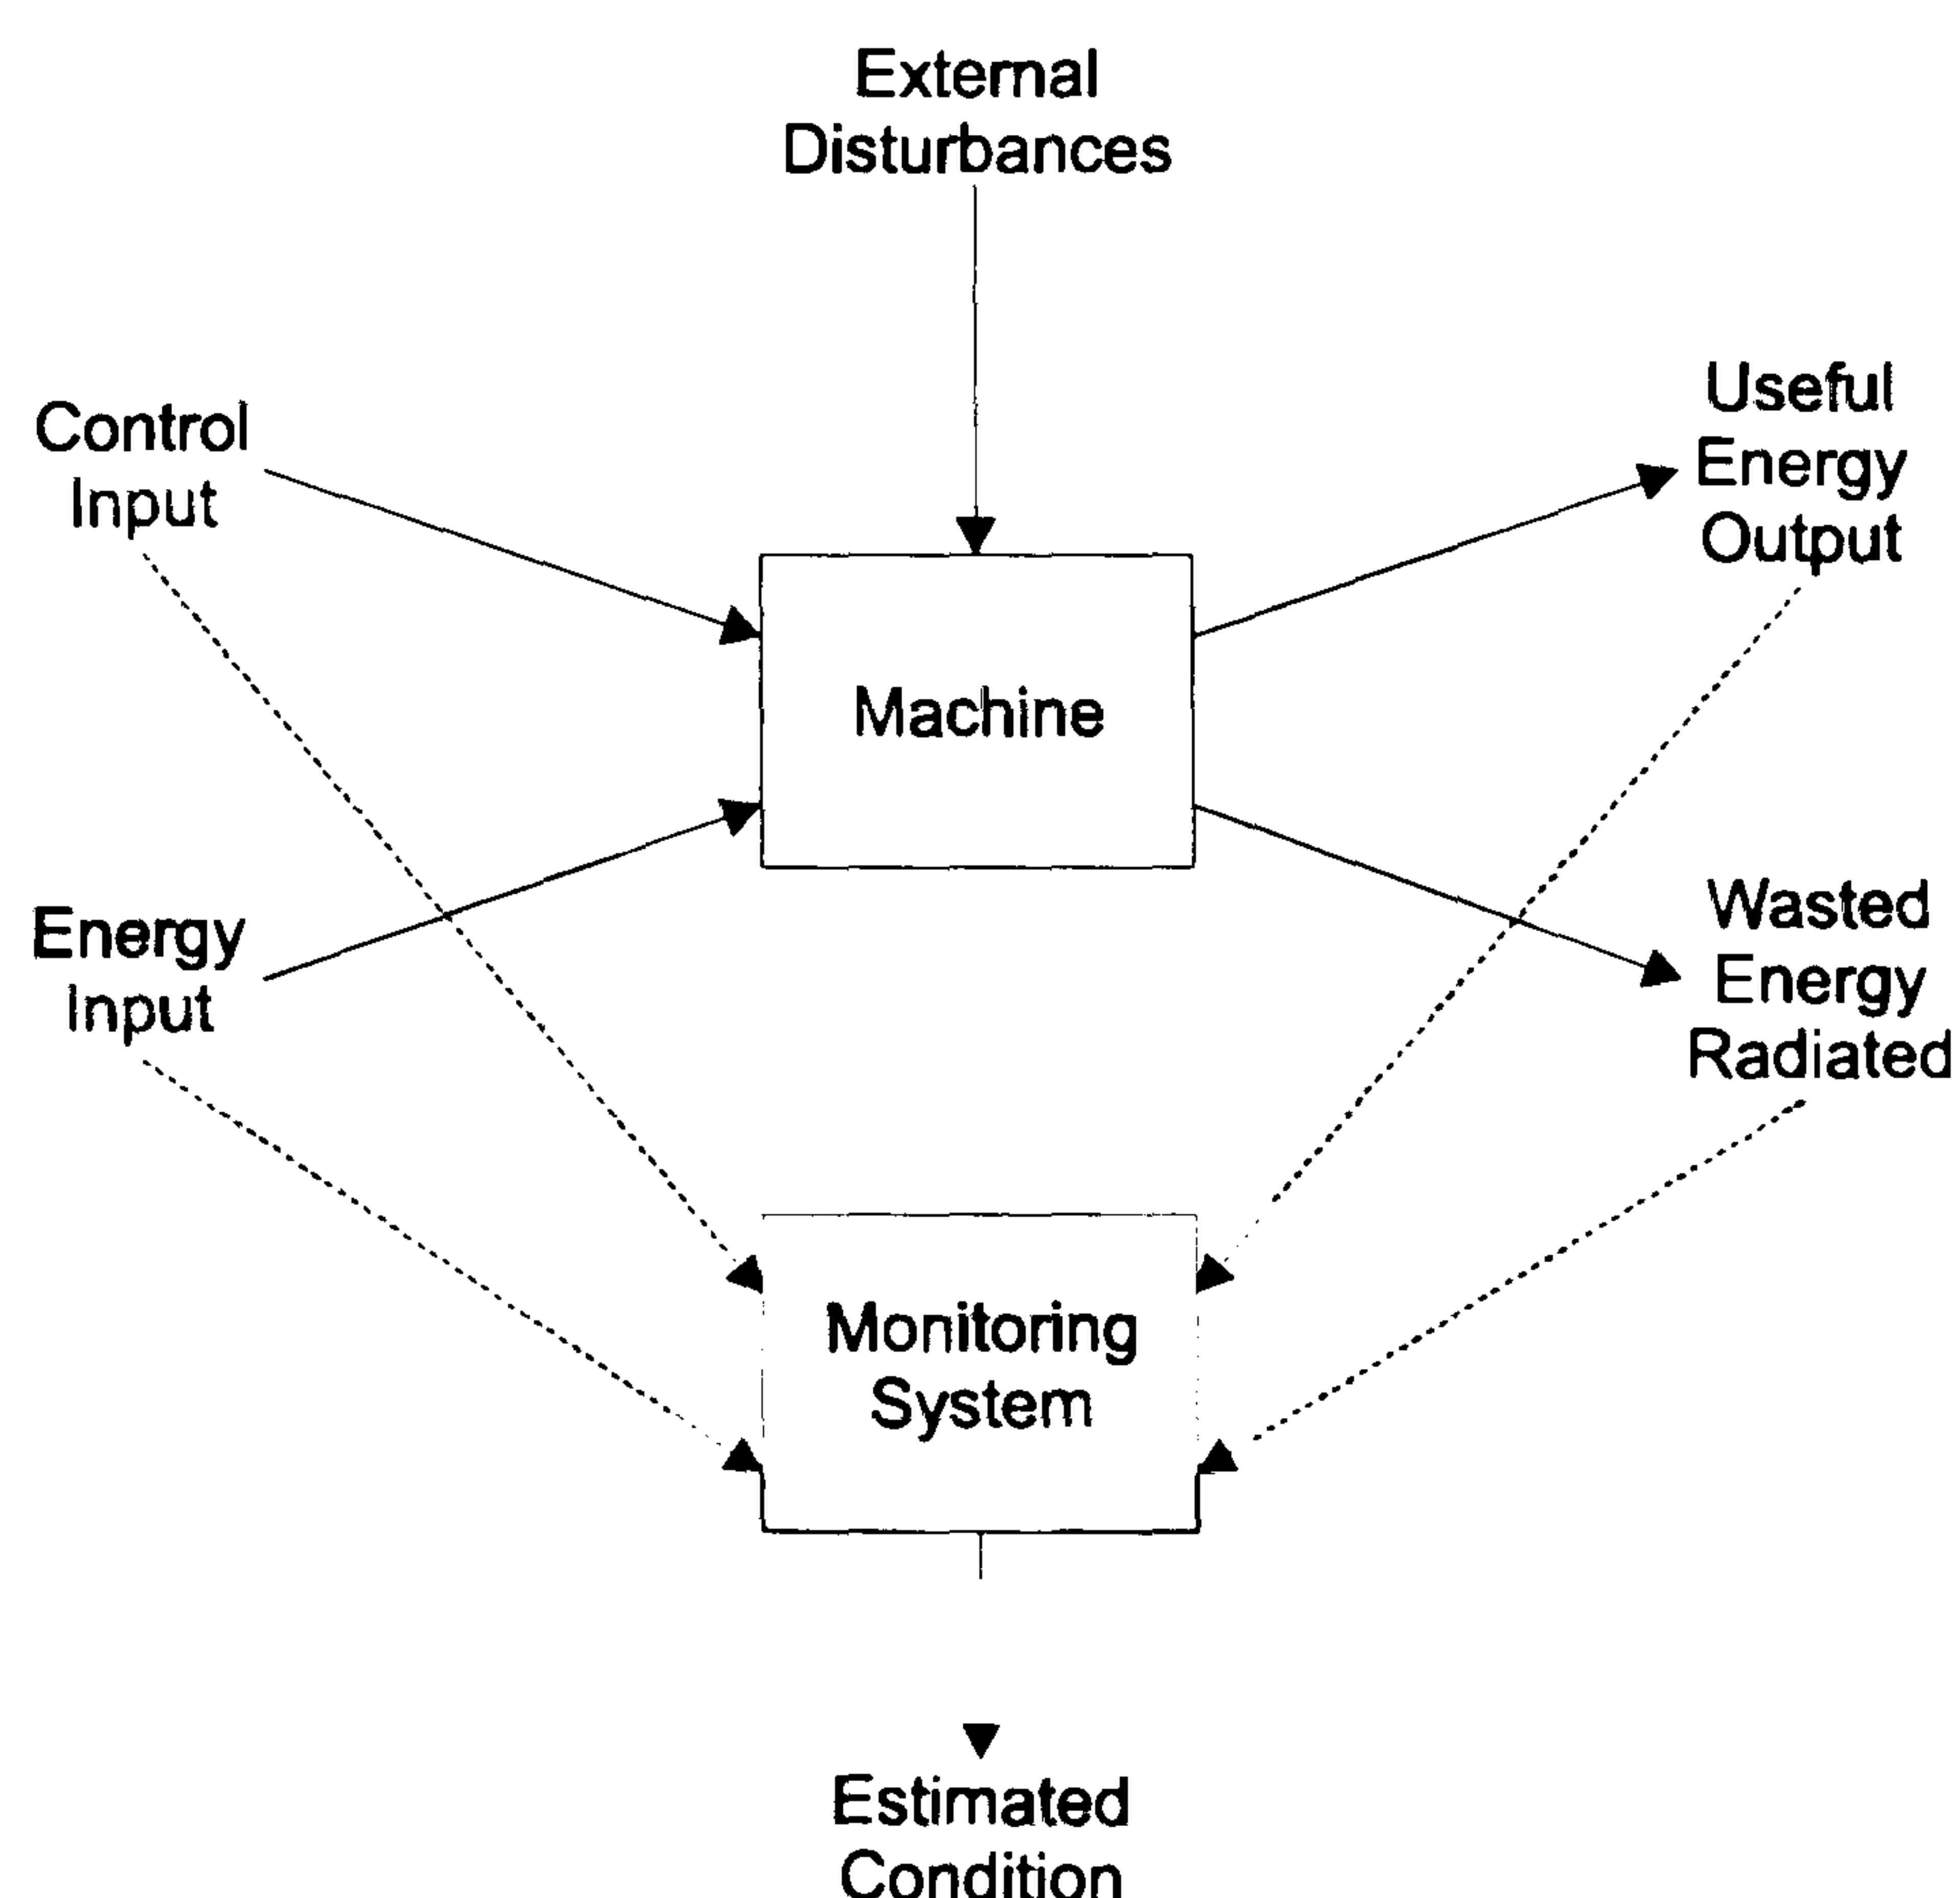 External
Disturbances
Control
Input
Useful
Energy
Output
Machine
Energy
Input
Wasted
Energy
Radiated
Monitoring
System
Estimated
Condition